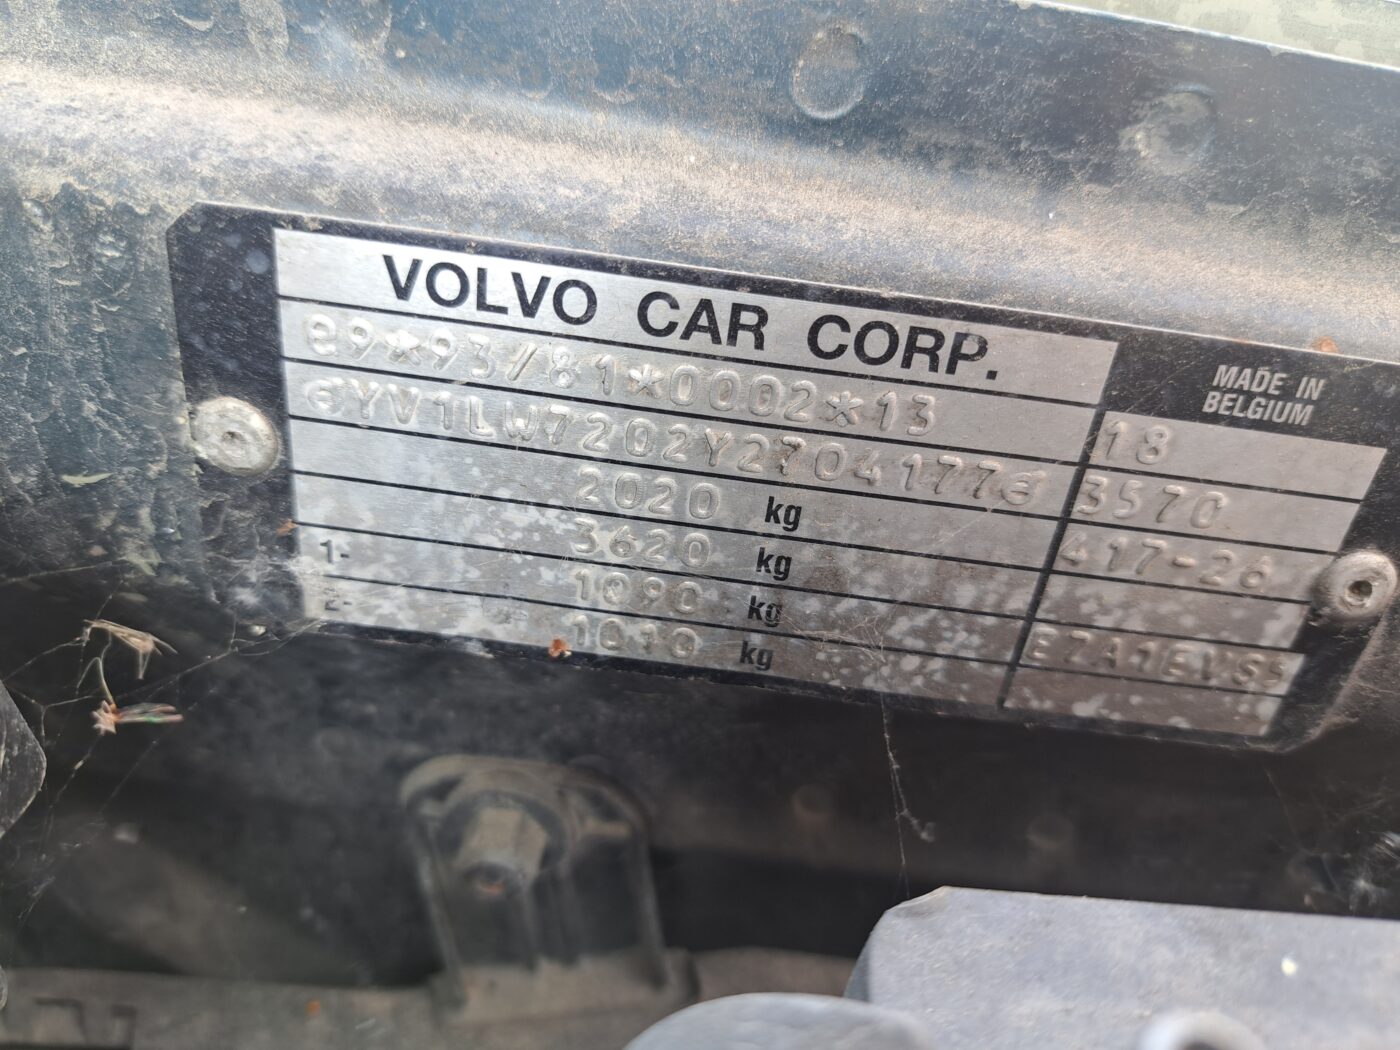 VOLVO CAR CORP.
MADE IN
BELGIUM
e9*93/81*0002*13
18
YV1LW7202Y2704177
3570
2020 kg
417-26
3620 kg
1- 1090 kg
2- 1010 kg